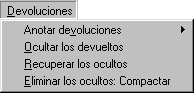 Devoluciones
Anotar devoluciones
Ocultar los devueltos
Recuperar los ocultos
Eliminar los ocultos: Compactar